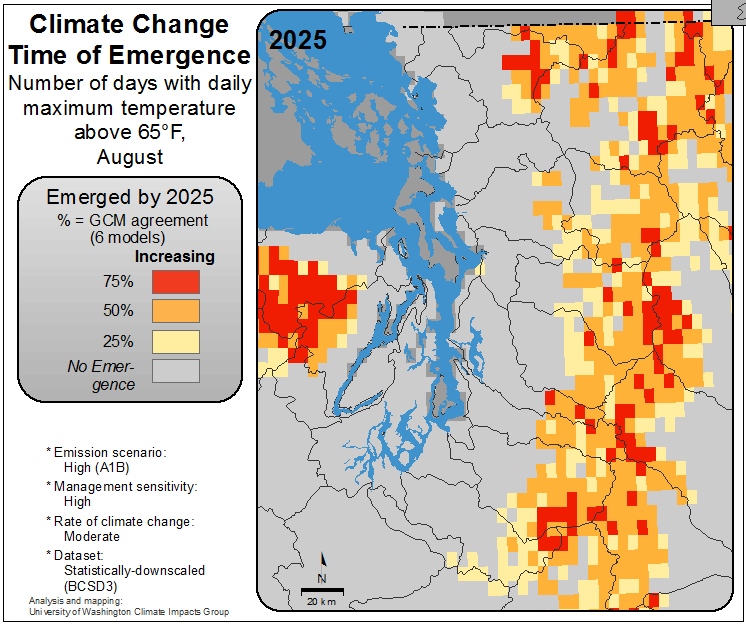 Climate Change
Time of Emergence
Number of days with daily
maximum temperature
above 65°F,
August
Emerged by 2025
% = GCM agreement
(6 models)
Increasing
75%
50%
25%
No Emer-
gence
* Emission scenario:
High (A1B)
* Management sensitivity:
High
* Rate of climate change:
Moderate
* Dataset:
Statistically-downscaled
(BCSD3)
Analysis and mapping:
University of Washington Climate Impacts Group
2025
N
20 km